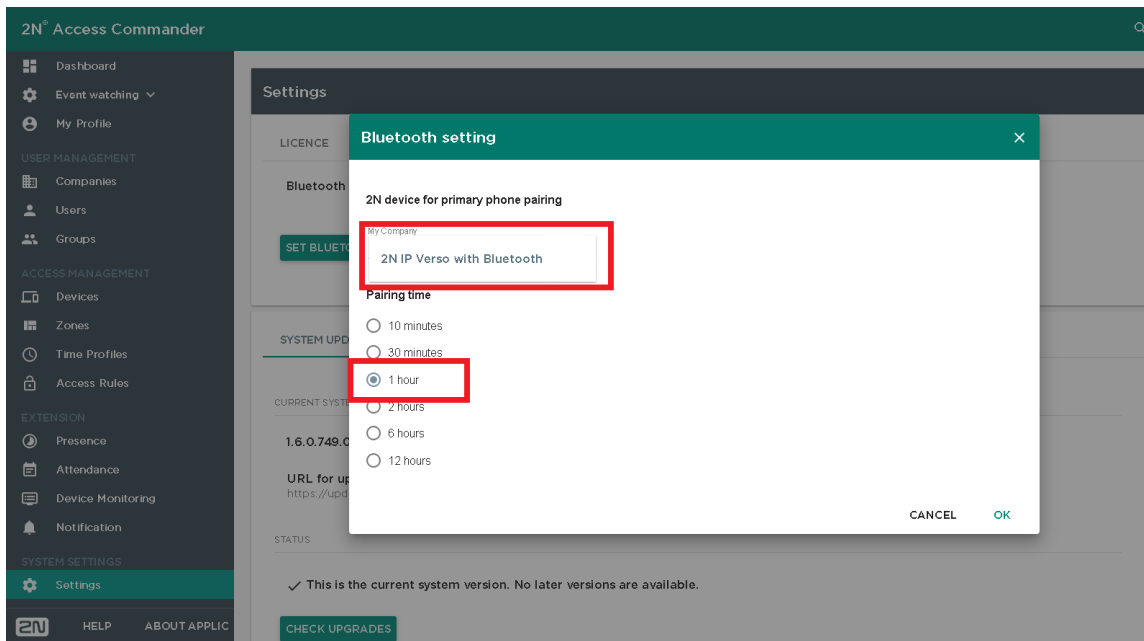 2N® Access Commander
Dashboard
Event watching
My Profile
USER MANAGEMENT
Companies
Users
Groups
ACCESS MANAGEMENT
Devices
Zones
Time Profiles
Access Rules
EXTENSION
Presence
Attendance
Device Monitoring
Notification
SYSTEM SETTINGS
Settings
2N HELP ABOUT APPLIC
Settings
LICENCE
Bluetooth
SET BLUETO
SYSTEM UPD
CURRENT SYSTE
1.6.0.749.0
URL for up
https://upd
STATUS
This is the current system version. No later versions are available.
CHECK UPGRADES
Bluetooth setting
2N device for primary phone pairing
My Company
2N IP Verso with Bluetooth
Pairing time
10 minutes
30 minutes
1 hour
2 hours
6 hours
12 hours
CANCEL OK